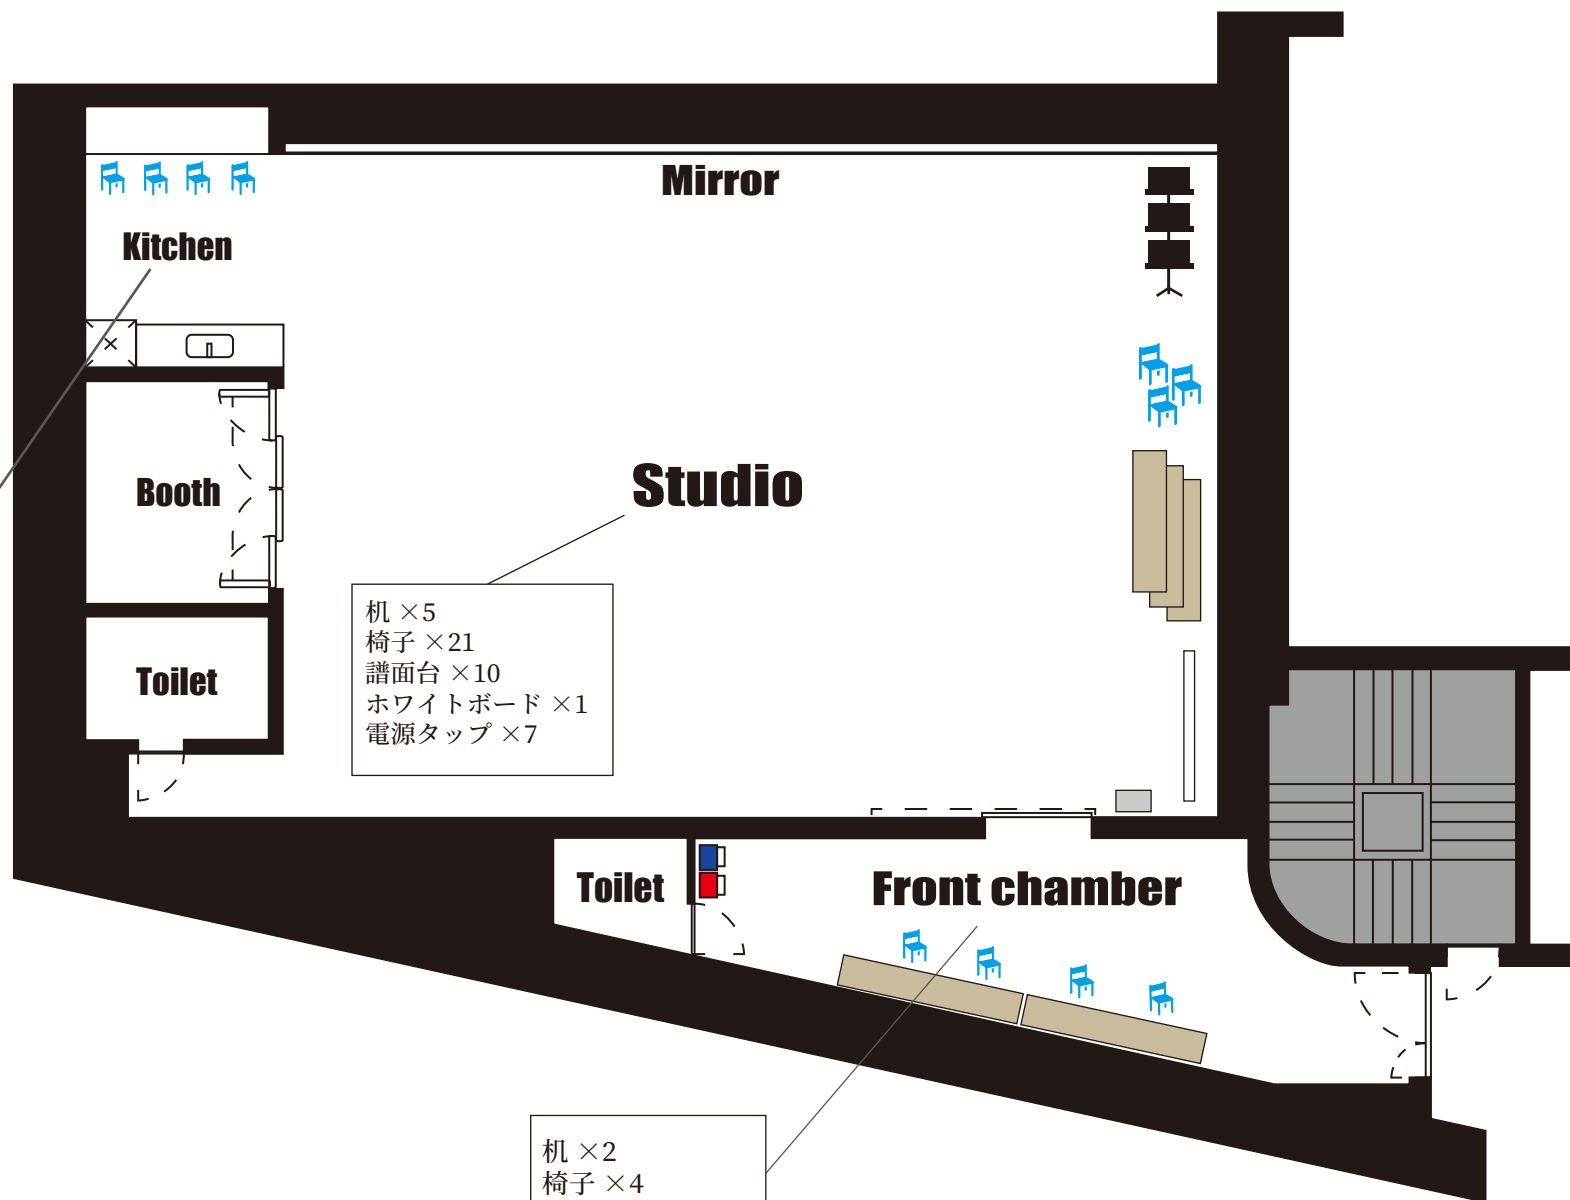 Mirror
Kitchen
Studio
Booth
机 ×5
椅子 ×21
譜面台 ×10
ホワイトボード ×1
電源タップ ×7
Toilet
Toilet
Front chamber
机 ×2
椅子 ×4